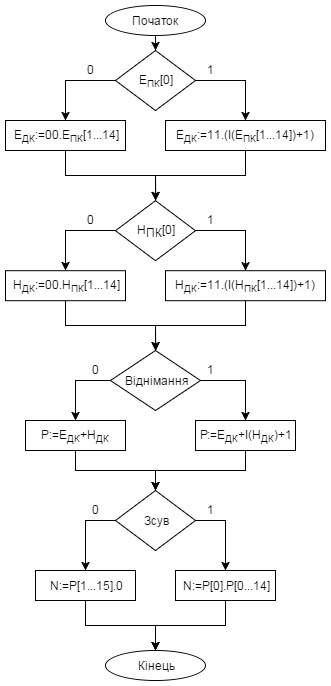 Початок
0 1
Eпк[0]
Eдк:=00.Eпк[1...14] Eдк:=11.(I(Eпк[1...14])+1)
0 1
Hпк[0]
Hдк:=00.Hпк[1...14] Hдк:=11.(I(Hпк[1...14])+1)
0 1
Віднімання
P:=Eдк+Hдк P:=Eдк+I(Hдк)+1
0 1
Зсув
N:=P[1...15].0 N:=P[0].P[0...14]
Кінець